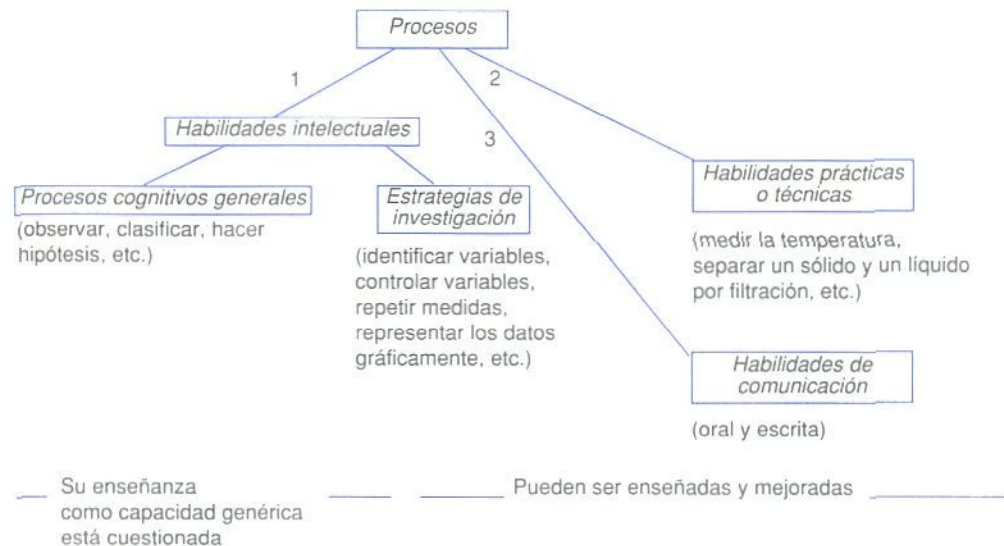 Procesos
1
2
3
Habilidades intelectuales
Procesos cognitivos generales
(observar, clasificar, hacer
hipótesis, etc.)
Estrategias de
investigación
(identificar variables,
controlar variables,
repetir medidas,
representar los datos
gráficamente, etc.)
Habilidades prácticas
o técnicas
(medir la temperatura,
separar un sólido y un líquido
por filtración, etc.)
Habilidades de
comunicación
(oral y escrita)
Su enseñanza
como capacidad genérica
está cuestionada
Pueden ser enseñadas y mejoradas